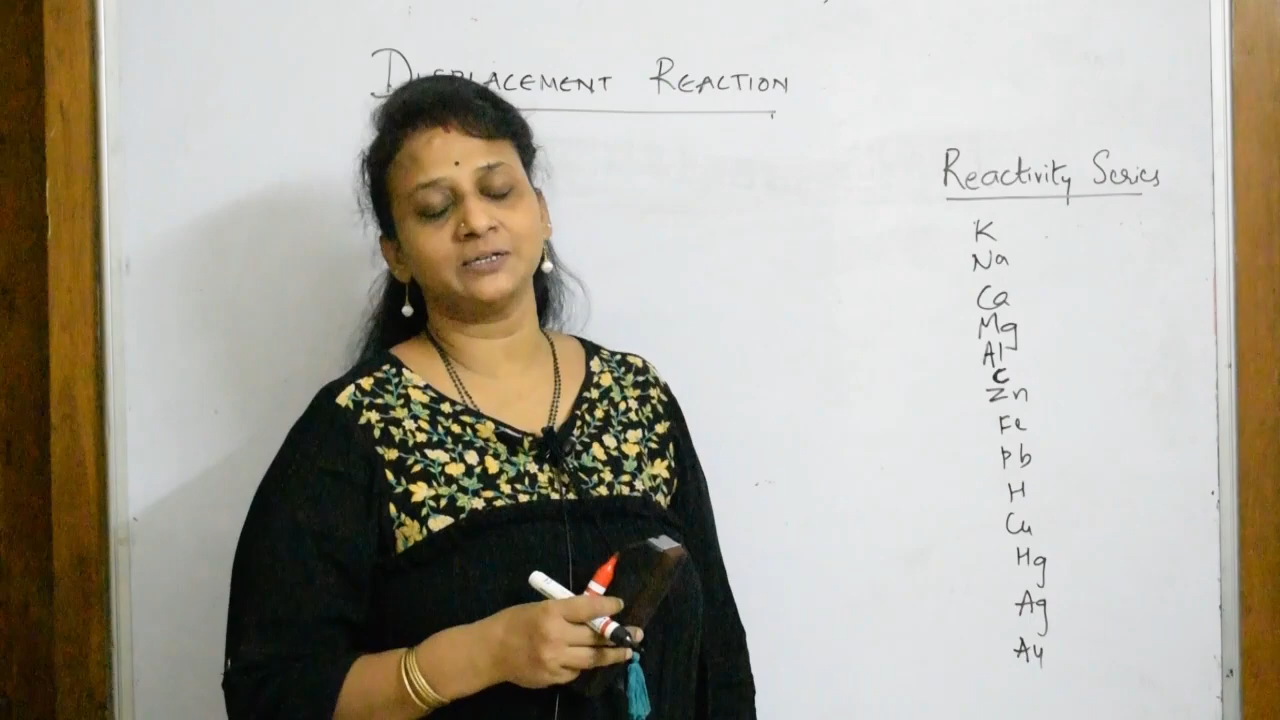 DISPLACEMENT REACTION
Reactivity Series
K
Na
Ca
Mg
Al
C
Zn
Fe
Pb
H
Cu
Hg
Ag
Au